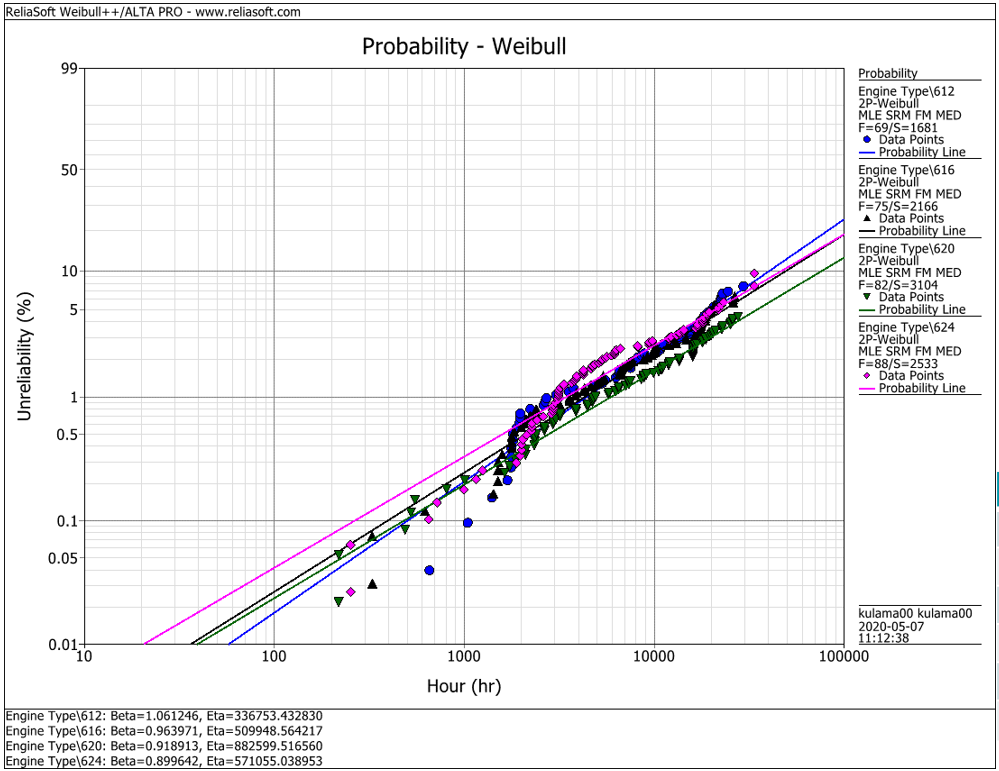 ReliaSoft Weibull++/ALTA PRO - www.reliasoft.com
Probability - Weibull
Unreliability (%)
99
50
10
5
1
0.5
0.1
0.05
0.01
10
100
1000
10000
100000
Hour (hr)
Probability
Engine Type\612
2P-Weibull
MLE SRM FM MED
F=69/S=1681
Data Points
Probability Line
Engine Type\616
2P-Weibull
MLE SRM FM MED
F=75/S=2166
Data Points
Probability Line
Engine Type\620
2P-Weibull
MLE SRM FM MED
F=82/S=3104
Data Points
Probability Line
Engine Type\624
2P-Weibull
MLE SRM FM MED
F=88/S=2533
Data Points
Probability Line
kulama00 kulama00
2020-05-07
11:12:38
Engine Type\612: Beta=1.061246, Eta=336753.432830
Engine Type\616: Beta=0.963971, Eta=509948.564217
Engine Type\620: Beta=0.918913, Eta=882599.516560
Engine Type\624: Beta=0.899642, Eta=571055.038953